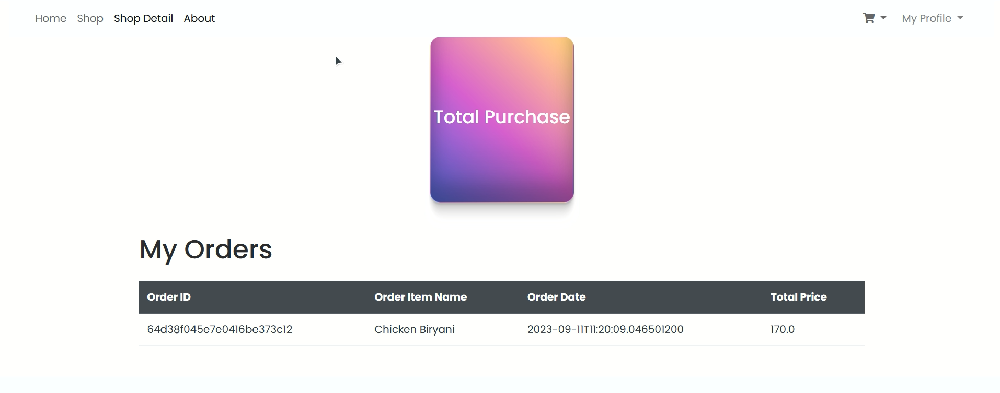 Home Shop Shop Detail About My Profile
Total Purchase
My Orders
Order ID Order Item Name Order Date Total Price
64d38f045e7e0416be373c12 Chicken Biryani 2023-09-11T11:20:09.046501200 170.0